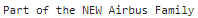 Part of the NEW Airbus Family